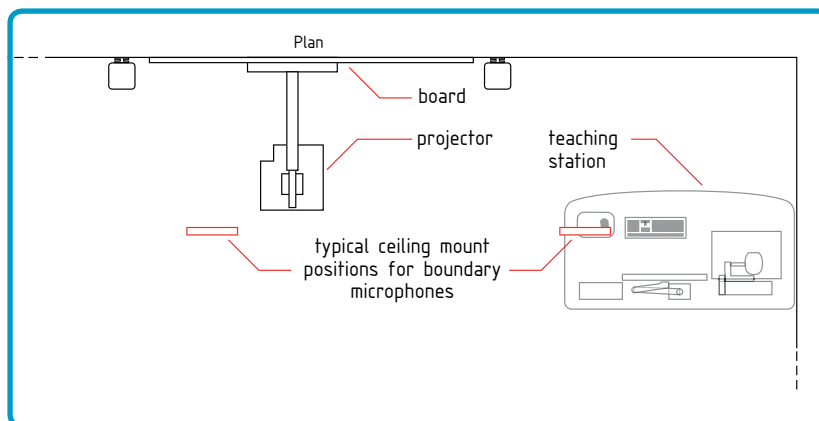 Plan
board
projector
teaching
station
typical ceiling mount
positions for boundary
microphones